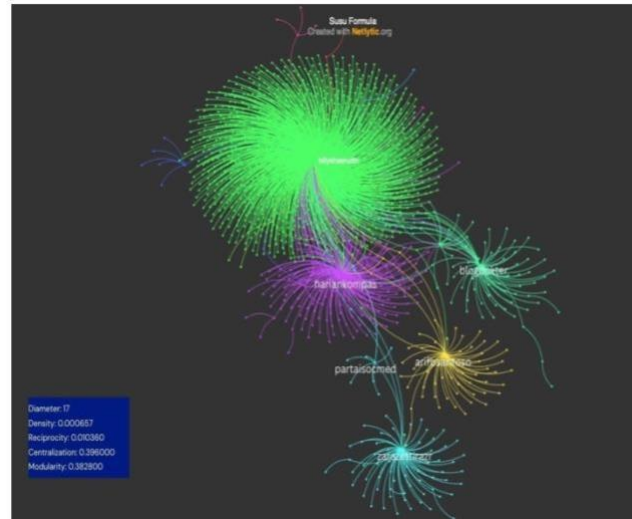 Susu Formula
Created with Netlytic.org
hariankompas
partaisocmed
Diameter: 17
Density: 0.000657
Reciprocity: 0.010360
Centralization: 0.396000
Modularity: 0.382800